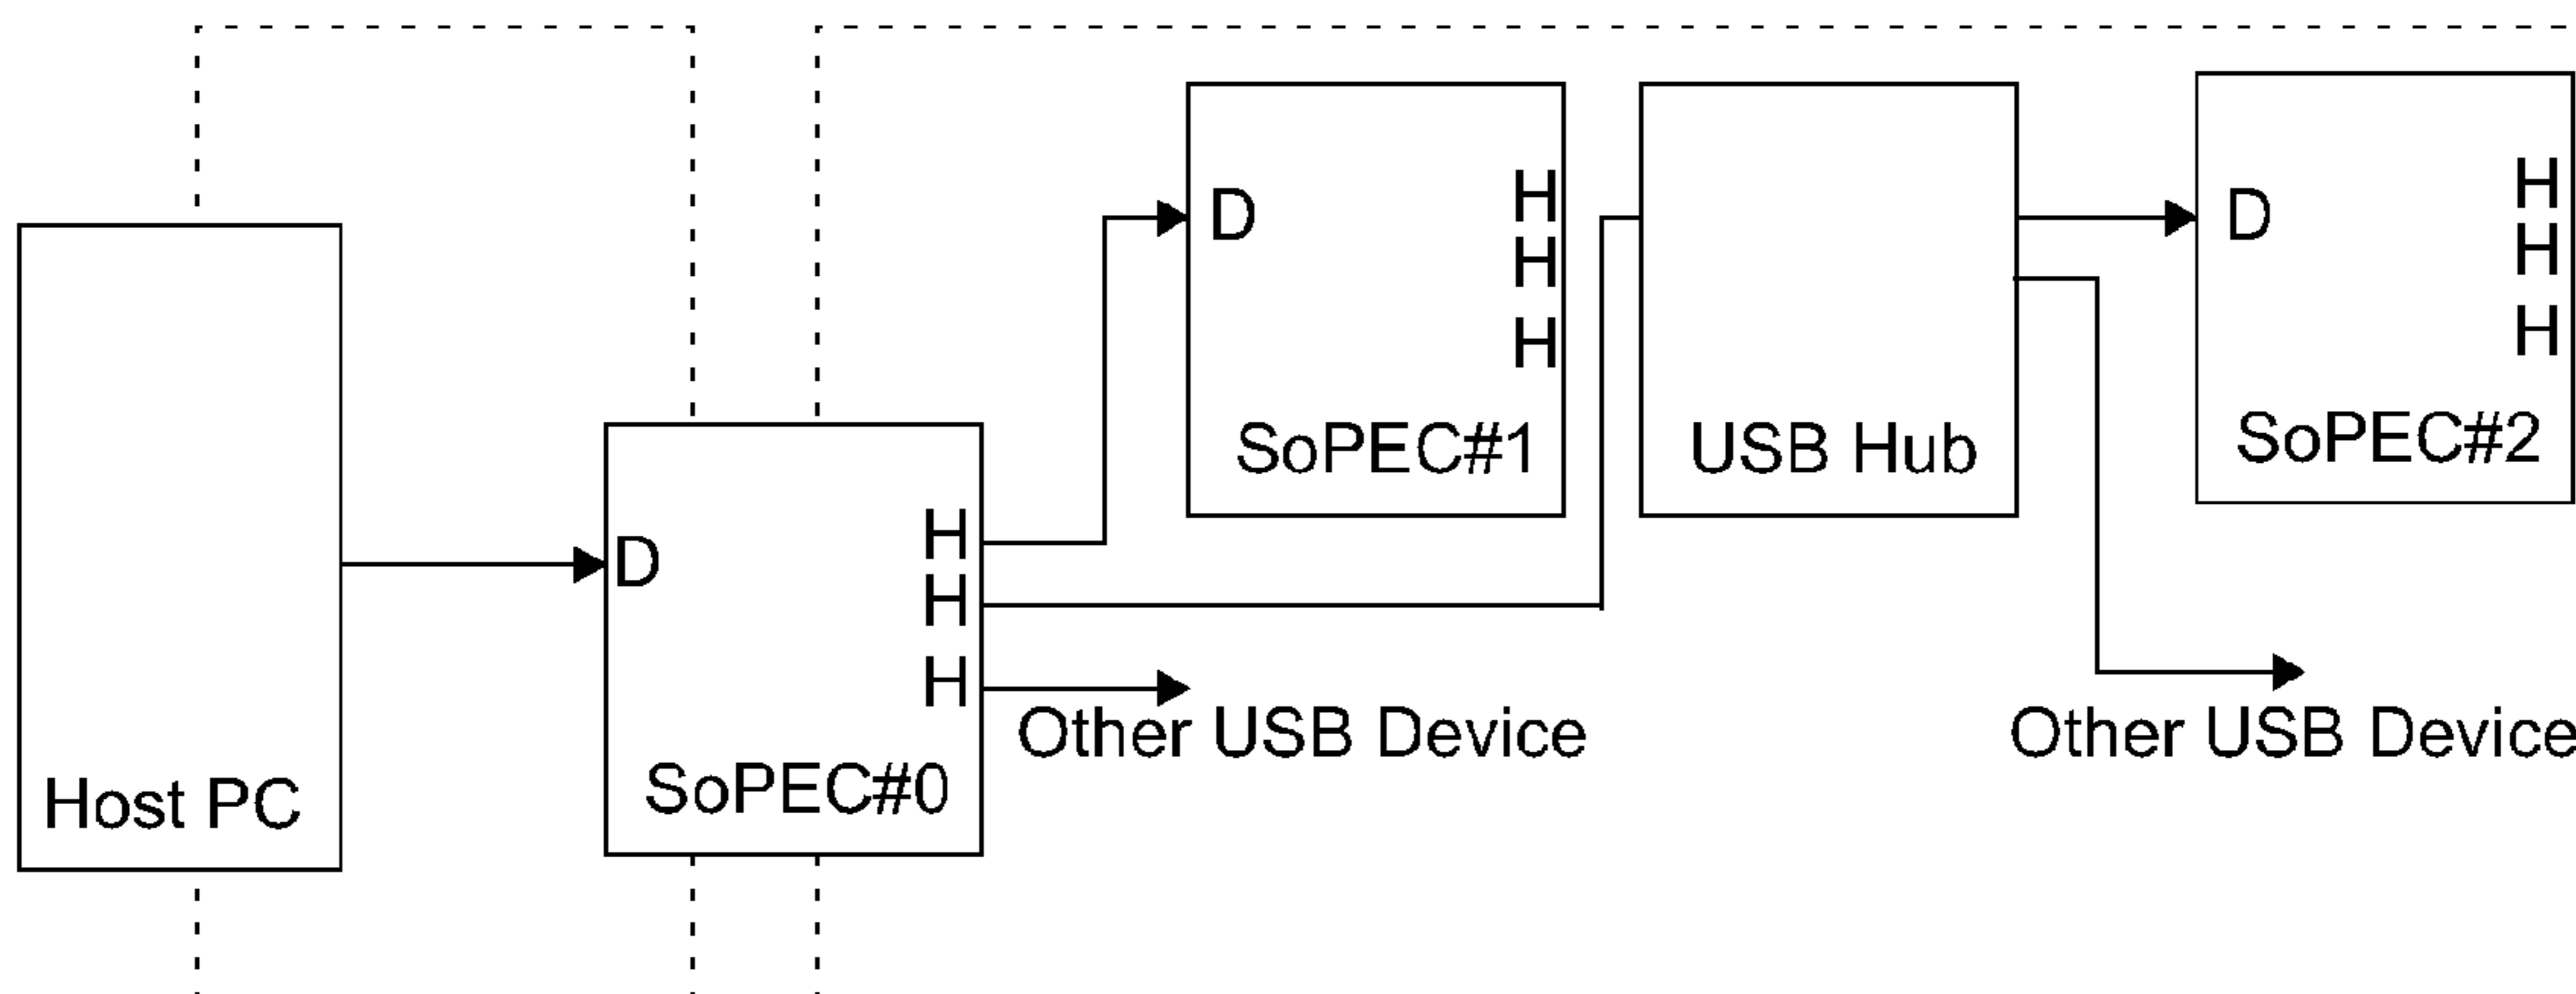 Host PC
D
H
H
H
SoPEC#0
D
H
H
H
SoPEC#1
USB Hub
D
H
H
H
SoPEC#2
Other USB Device
Other USB Device